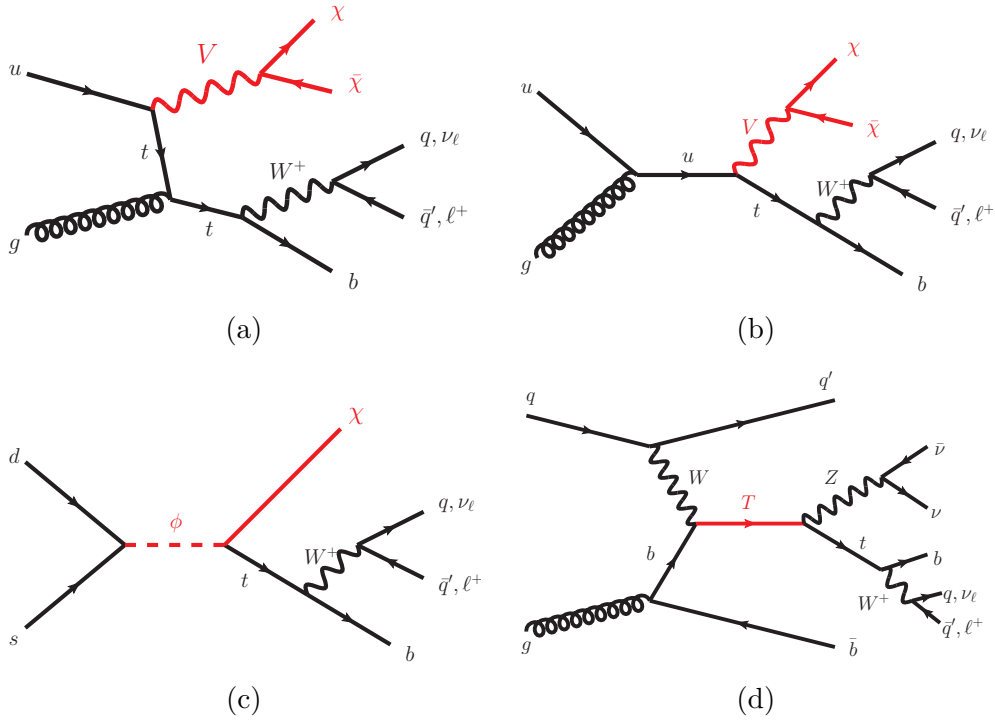 χ
V
u
χ̄
t
q, ν_ℓ
W⁺
q̄′, ℓ⁺
t
g
b
(a)
χ
u
V
χ̄
q, ν_ℓ
u
W⁺
q̄′, ℓ⁺
t
g
b
(b)
χ
d
q, ν_ℓ
ϕ
W⁺
t
q̄′, ℓ⁺
s
b
(c)
q′
q
ν̄
W
Z
T
ν
b
t
b
W⁺
q, ν_ℓ
q̄′, ℓ⁺
g
b̄
(d)